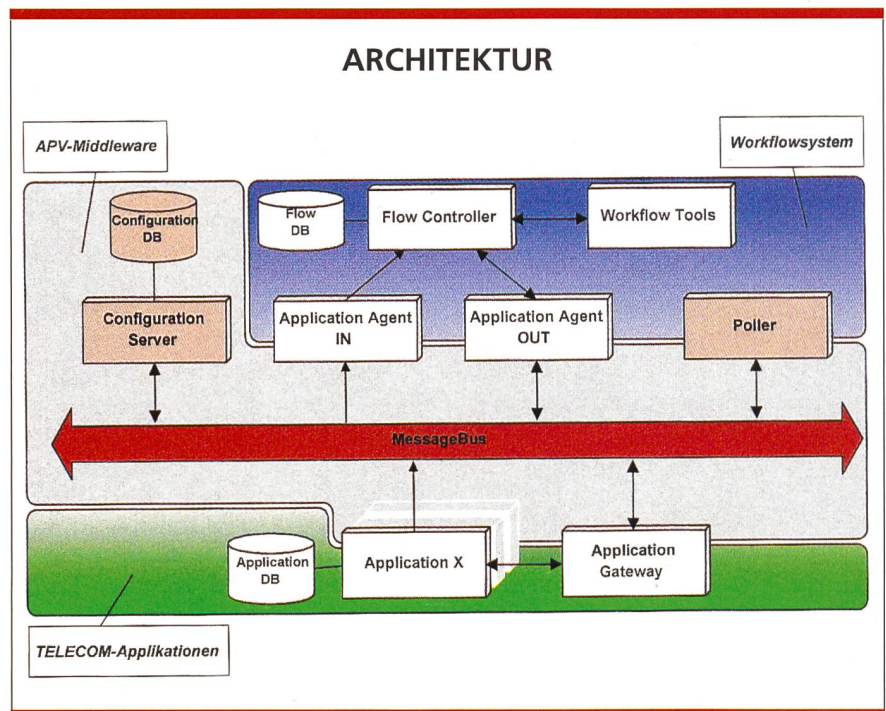 ARCHITEKTUR
APV-Middleware
Workflowsystem
Configuration
DB
Flow
DB
Flow Controller
Workflow Tools
Configuration
Server
Application Agent
IN
Application Agent
OUT
Poller
MessageBus
Application
DB
Application X
Application
Gateway
TELECOM-Applikationen